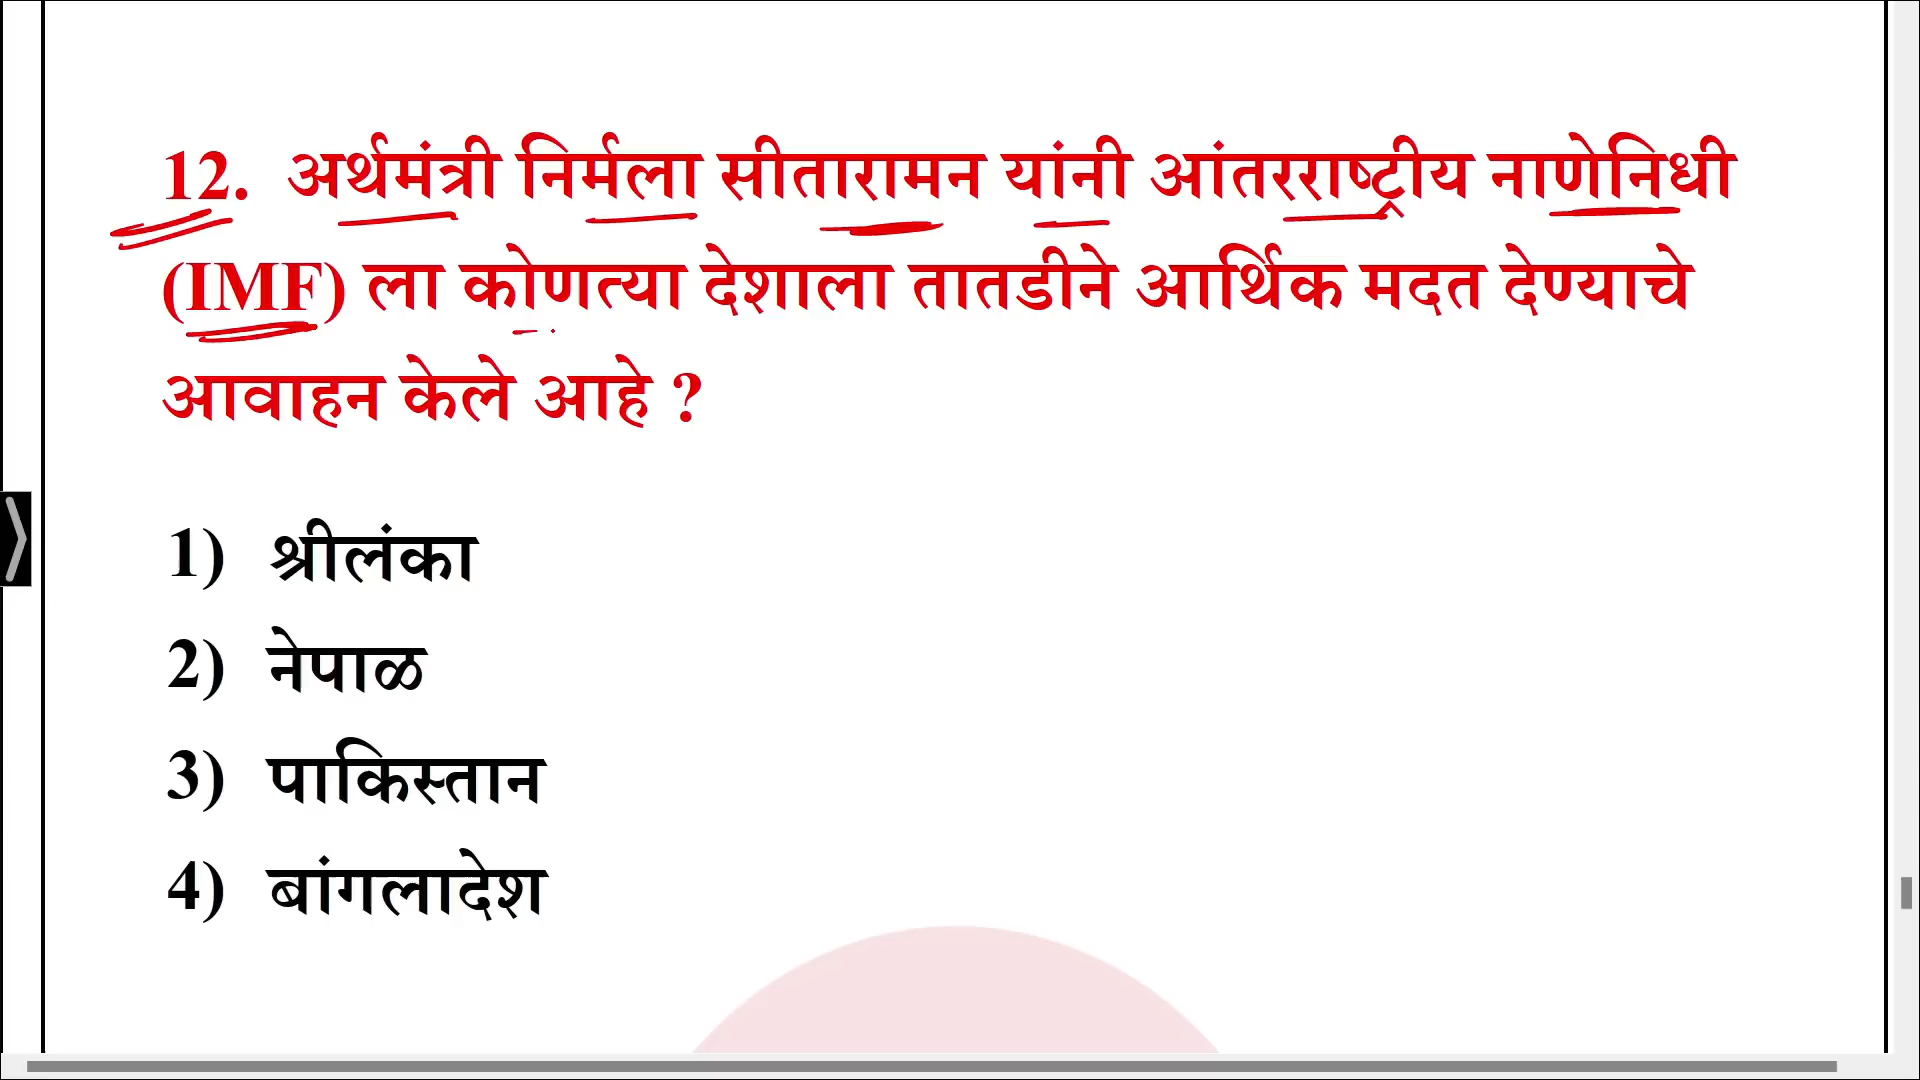 12. अर्थमंत्री निर्मला सीतारामन यांनी आंतरराष्ट्रीय नाणेनिधी
(IMF) ला कोणत्या देशाला तातडीने आर्थिक मदत देण्याचे
आवाहन केले आहे ?
1) श्रीलंका
2) नेपाळ
3) पाकिस्तान
4) बांगलादेश